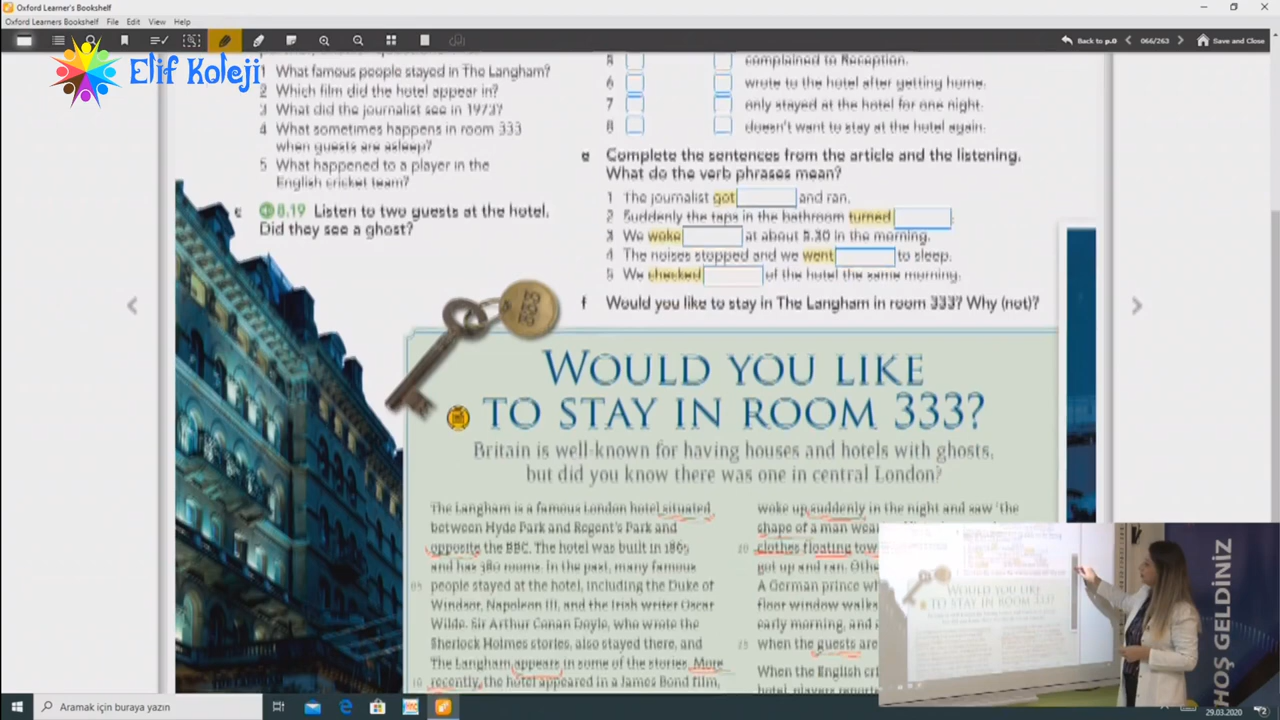 Oxford Learner's Bookshelf
Oxford Learners Bookshelf File Edit View Help
Back to p.0 066/263 Save and Close
Elif Koleji
1 What famous people stayed in The Langham?
2 Which film did the hotel appear in?
3 What did the journalist see in 1973?
4 What sometimes happens in room 333
when guests are asleep?
5 What happened to a player in the
English cricket team?
c 8.19 Listen to two guests at the hotel.
Did they see a ghost?
5 complained to Reception.
6 wrote to the hotel after getting home.
7 only stayed at the hotel for one night.
8 doesn't want to stay at the hotel again.
e Complete the sentences from the article and the listening.
What do the verb phrases mean?
1 The journalist got and ran.
2 Suddenly the taps in the bathroom turned .
3 We woke at about 5.30 in the morning.
4 The noises stopped and we went to sleep.
5 We checked of the hotel the same morning.
f Would you like to stay in The Langham in room 333? Why (not)?
333
WOULD YOU LIKE
TO STAY IN ROOM 333?
Britain is well-known for having houses and hotels with ghosts,
but did you know there was one in central London?
The Langham is a famous London hotel situated
between Hyde Park and Regent's Park and
opposite the BBC. The hotel was built in 1865
and has 380 rooms. In the past, many famous
05 people stayed at the hotel, including the Duke of
Windsor, Napoleon III, and the Irish writer Oscar
Wilde. Sir Arthur Conan Doyle, who wrote the
Sherlock Holmes stories, also stayed there, and
The Langham appears in some of the stories. More
10 recently, the hotel appeared in a James Bond film,
woke up suddenly in the night and saw 'the
shape of a man
20 clothes floating
got up and ran.
A German prince
floor window
early morning, and
25 when the guests are
When the English
hotel, players
WOULD YOU LIKE
TO STAY IN ROOM 333?
HOŞ GELDİNİZ
Aramak için buraya yazın
29.03.2020